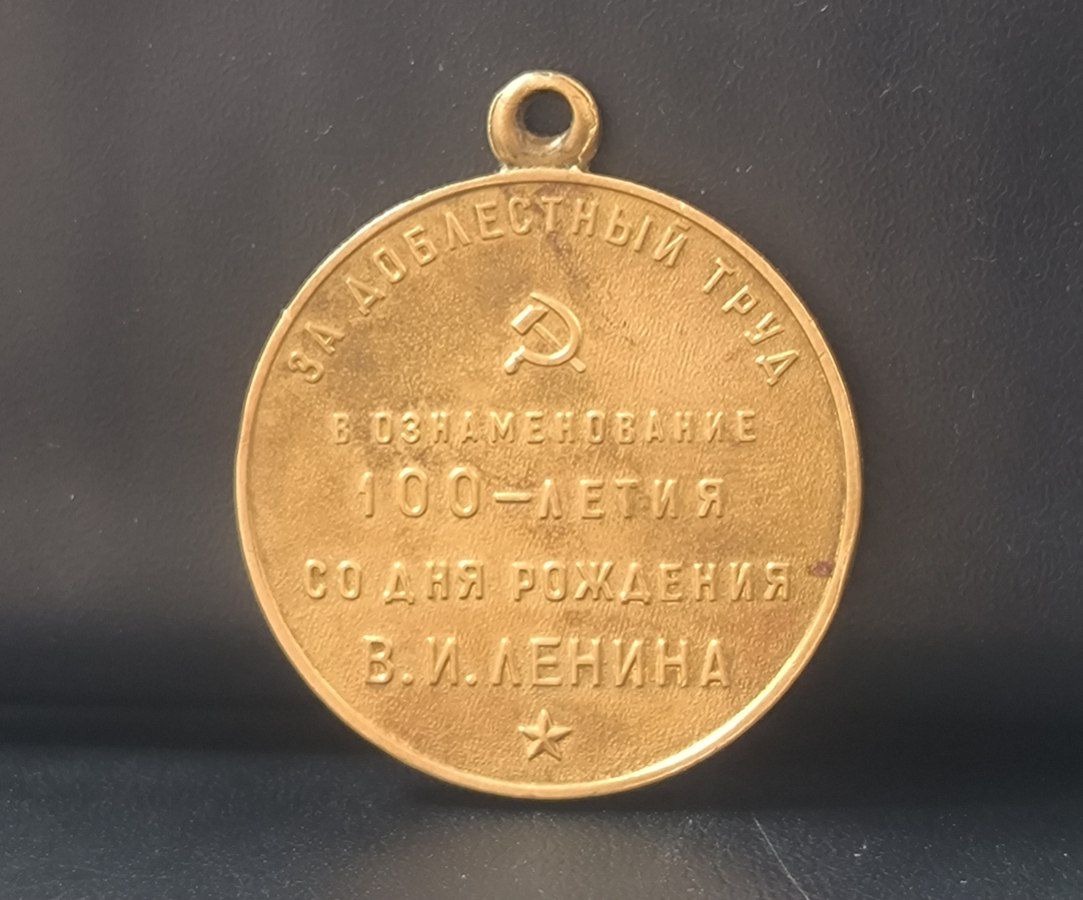 ЗА ДОБЛЕСТНЫЙ ТРУД
В ОЗНАМЕНОВАНИЕ
100-ЛЕТИЯ
СО ДНЯ РОЖДЕНИЯ
В.И.ЛЕНИНА